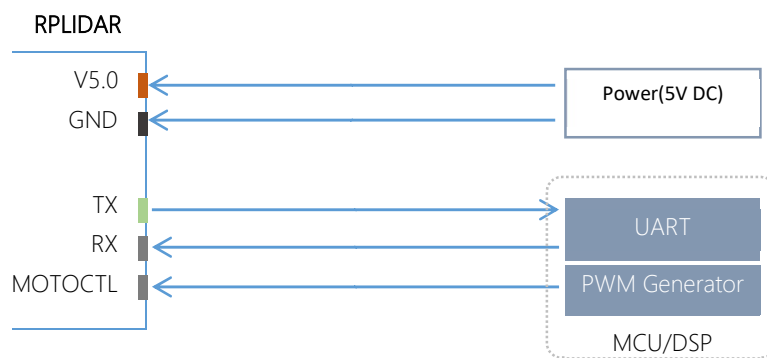 RPLIDAR
V5.0
Power(5V DC)
GND
TX
UART
RX
MOTOCTL
PWM Generator
MCU/DSP